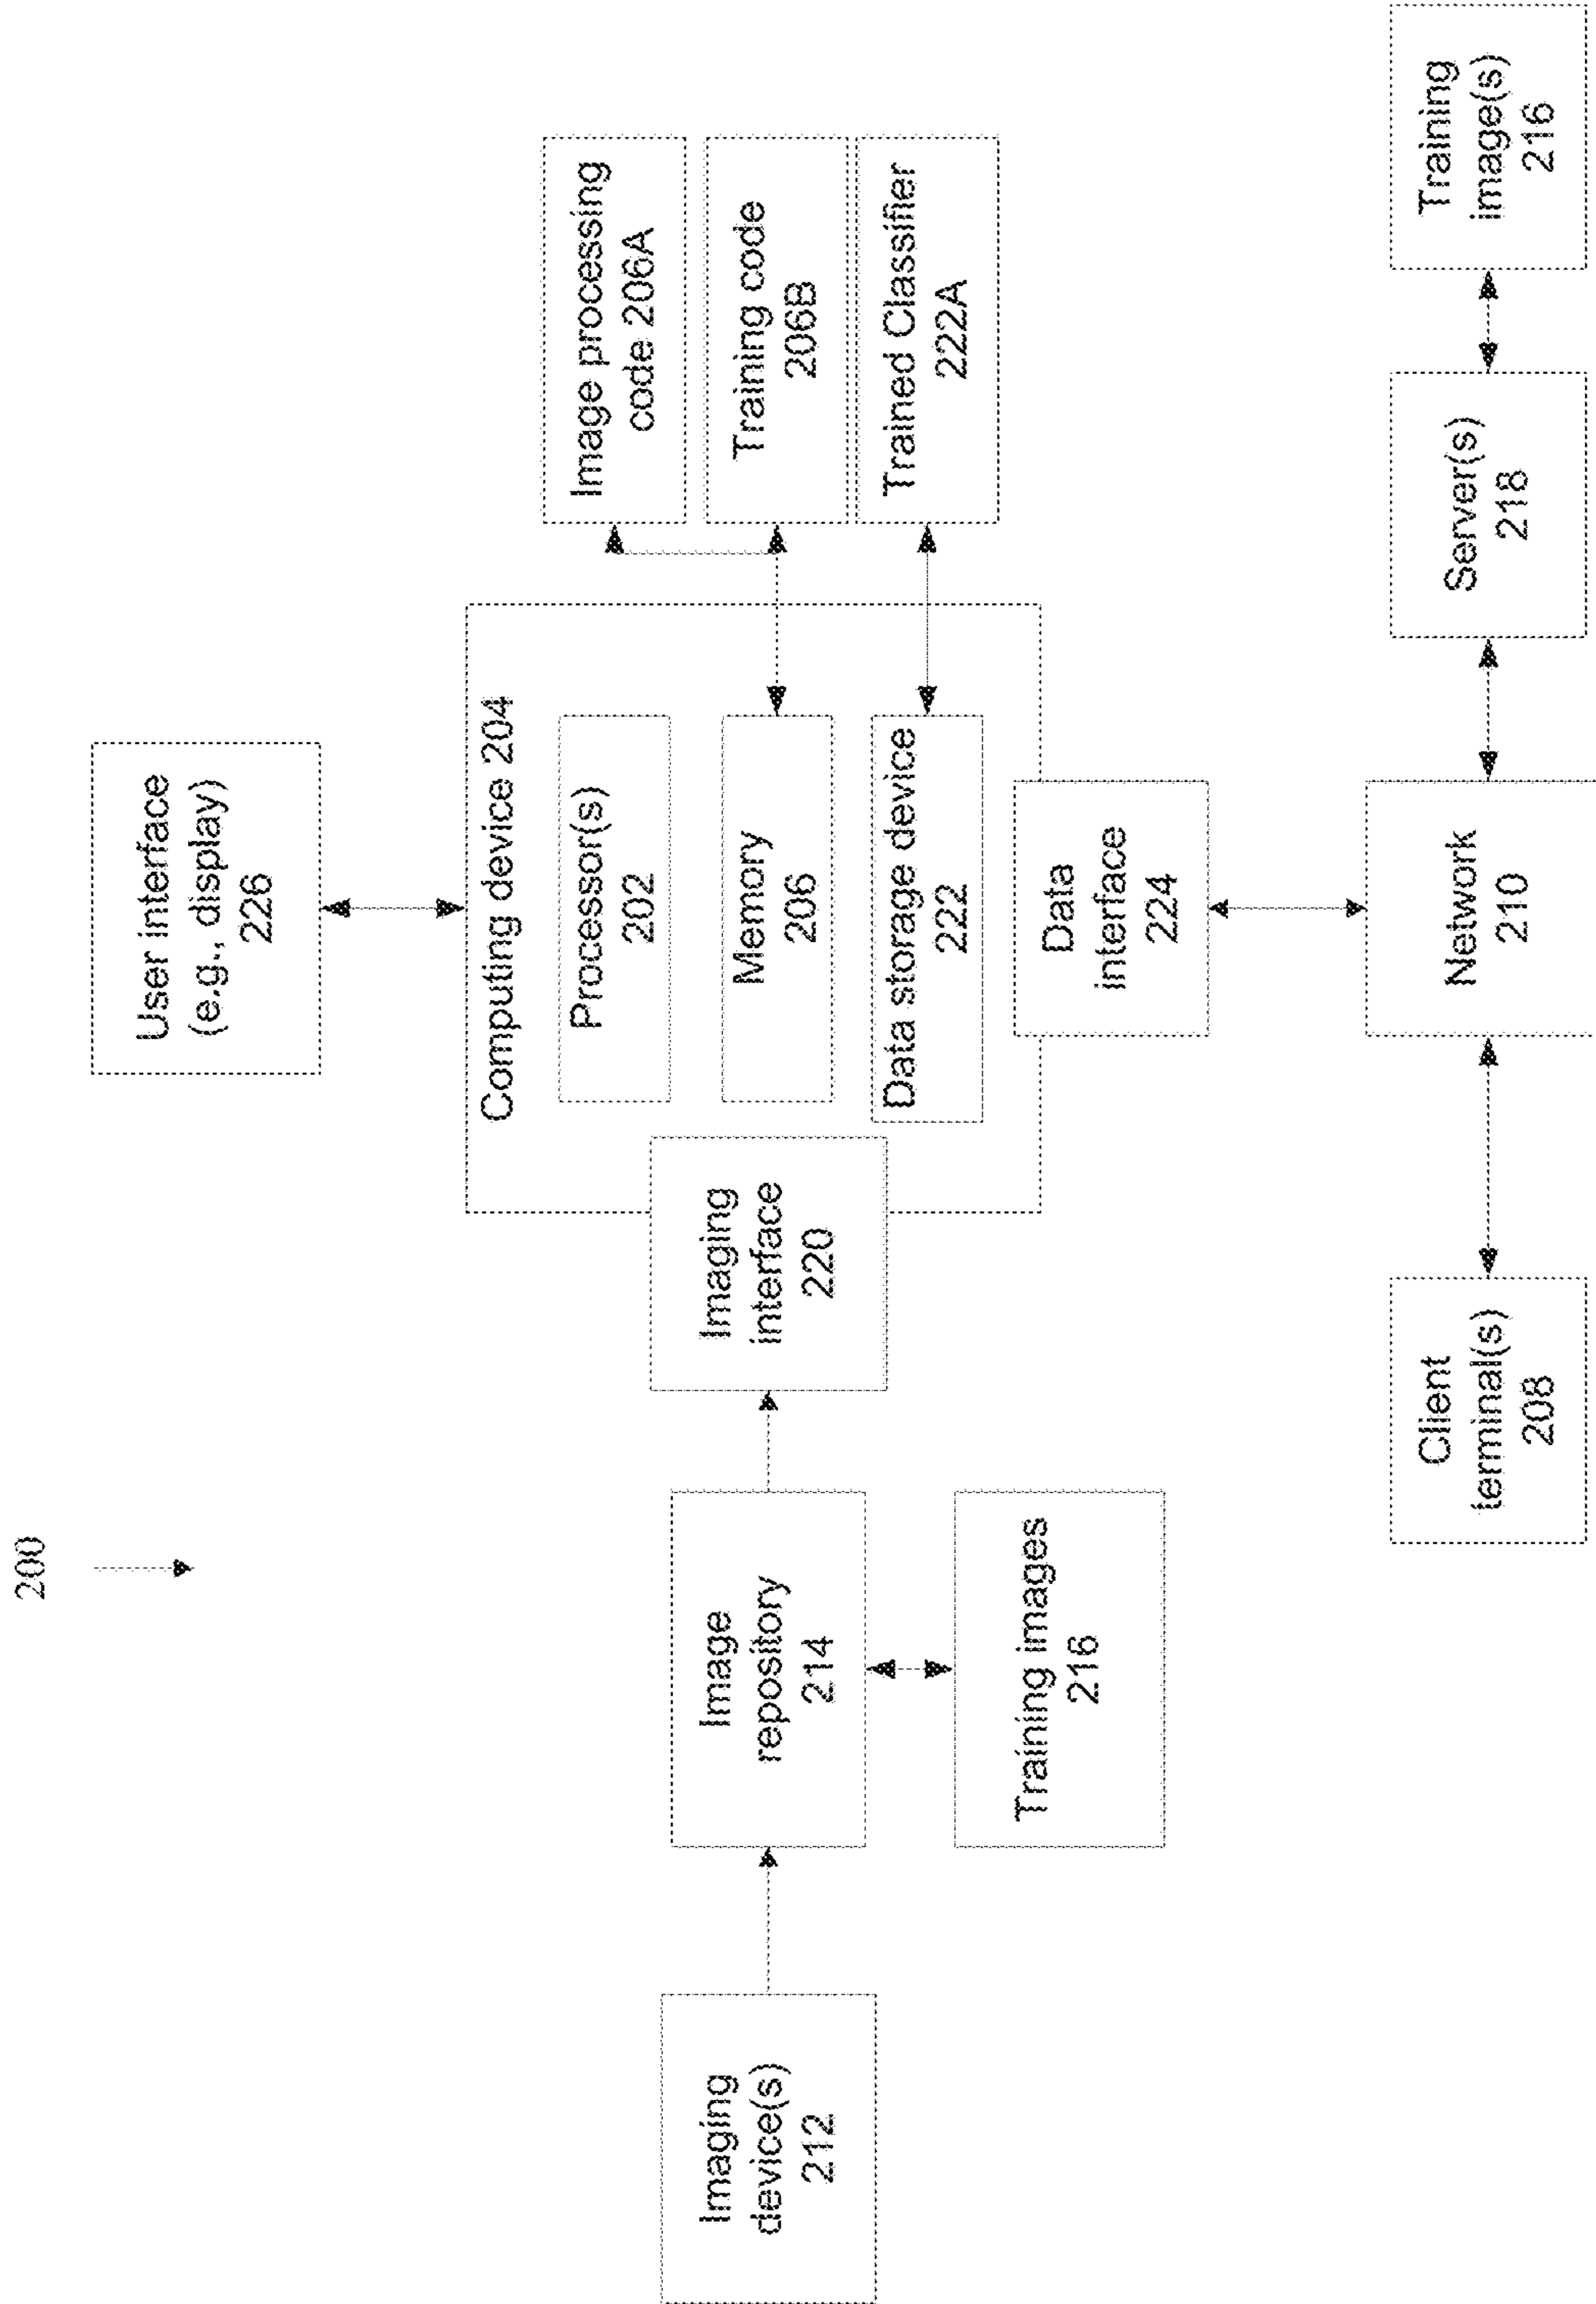 200
User interface
(e.g., display)
226
Computing device 204
Processor(s)
202
Memory
206
Data storage device
222
Image processing
code 206A
Training code
206B
Trained Classifier
222A
Imaging
device(s)
212
Image
repository
214
Training images
216
Imaging
interface
220
Data
interface
224
Client
terminal(s)
208
Network
210
Server(s)
218
Training
image(s)
216